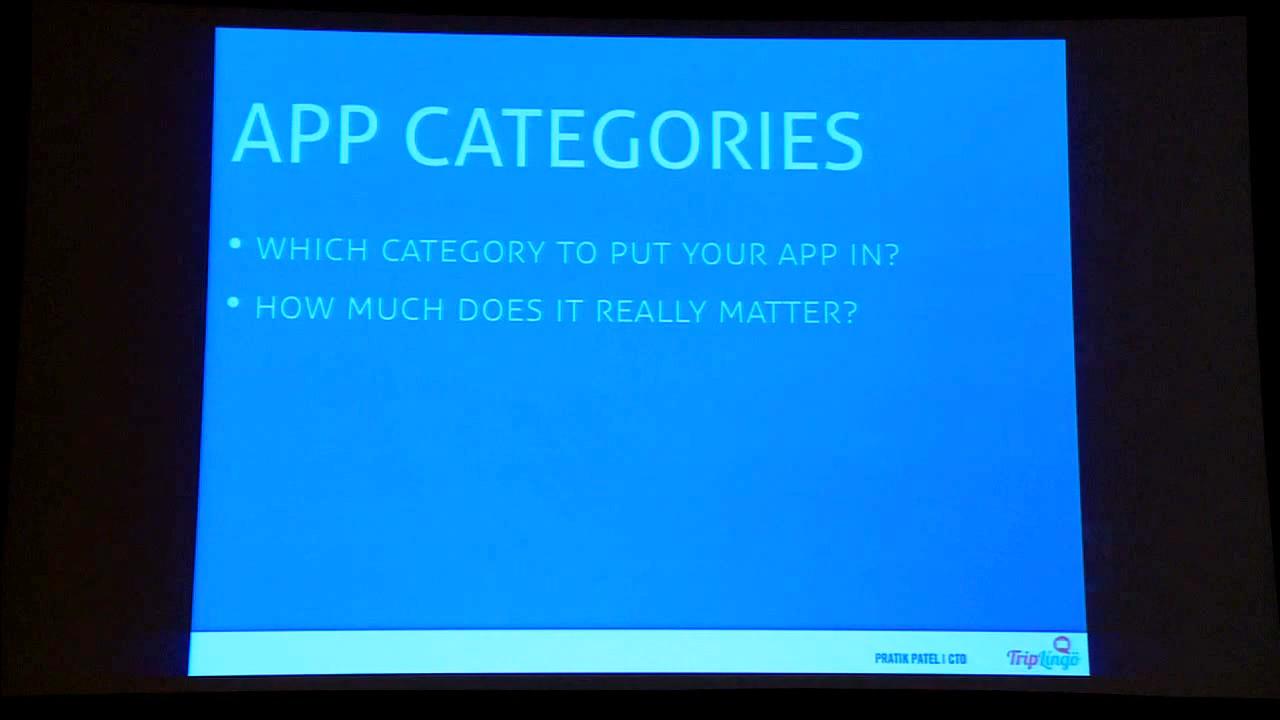 APP CATEGORIES
• WHICH CATEGORY TO PUT YOUR APP IN?
• HOW MUCH DOES IT REALLY MATTER?
PRATIK PATEL | CTO
TripLingo